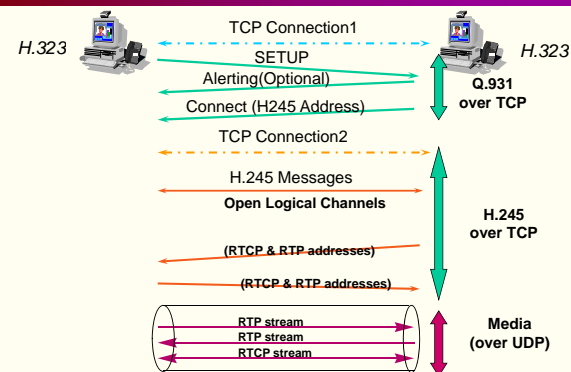 TCP Connection1
H.323
H.323
SETUP
Alerting(Optional)
Q.931
over TCP
Connect (H245 Address)
TCP Connection2
H.245 Messages
Open Logical Channels
H.245
over TCP
(RTCP & RTP addresses)
(RTCP & RTP addresses)
RTP stream
RTP stream
RTCP stream
Media
(over UDP)